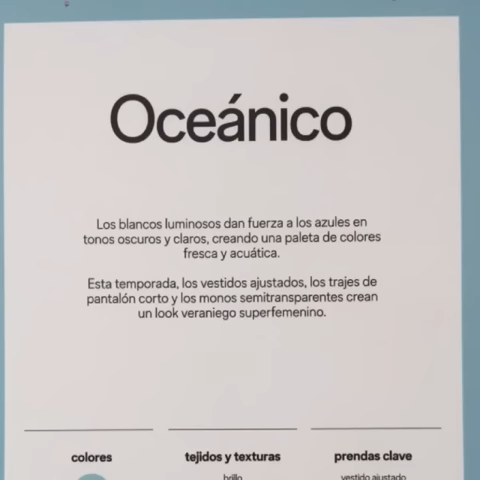 Oceánico
Los blancos luminosos dan fuerza a los azules en
tonos oscuros y claros, creando una paleta de colores
fresca y acuática.
Esta temporada, los vestidos ajustados, los trajes de
pantalón corto y los monos semitransparentes crean
un look veraniego superfemenino.
colores
tejidos y texturas
prendas clave
brillo
vestido ajustado